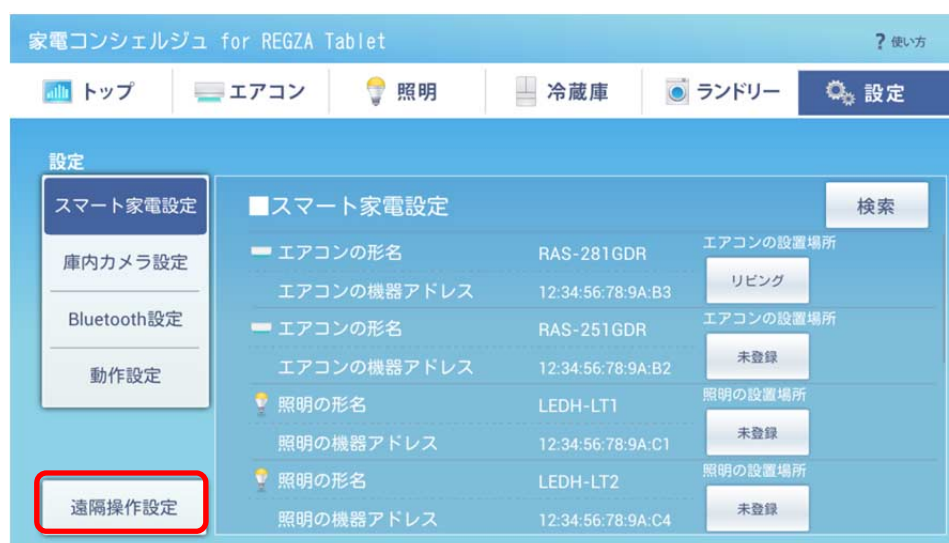 家電コンシェルジュ for REGZA Tablet
? 使い方
トップ
エアコン
照明
冷蔵庫
ランドリー
設定
設定
スマート家電設定
庫内カメラ設定
Bluetooth設定
動作設定
遠隔操作設定
■スマート家電設定
検索
エアコンの形名 RAS-281GDR エアコンの設置場所
エアコンの機器アドレス 12:34:56:78:9A:B3 リビング
エアコンの形名 RAS-251GDR エアコンの設置場所
エアコンの機器アドレス 12:34:56:78:9A:B2 未登録
照明の形名 LEDH-LT1 照明の設置場所
照明の機器アドレス 12:34:56:78:9A:C1 未登録
照明の形名 LEDH-LT2 照明の設置場所
照明の機器アドレス 12:34:56:78:9A:C4 未登録